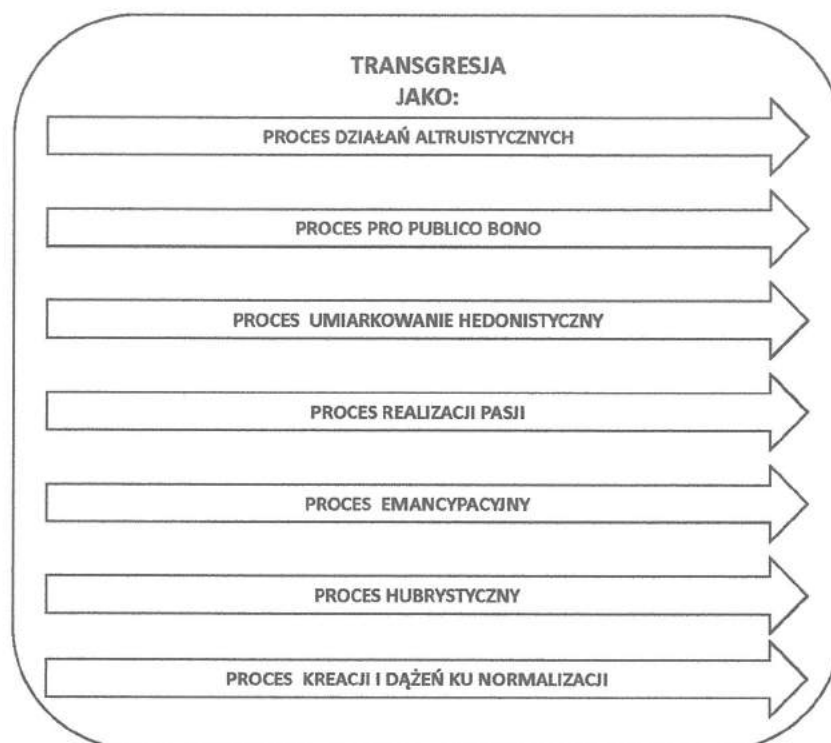 TRANSGRESJA
JAKO:
PROCES DZIAŁAŃ ALTRUISTYCZNYCH
PROCES PRO PUBLICO BONO
PROCES UMIARKOWANIE HEDONISTYCZNY
PROCES REALIZACJI PASJI
PROCES EMANCYPACYJNY
PROCES HUBRYSTYCZNY
PROCES KREACJI I DĄŻEŃ KU NORMALIZACJI